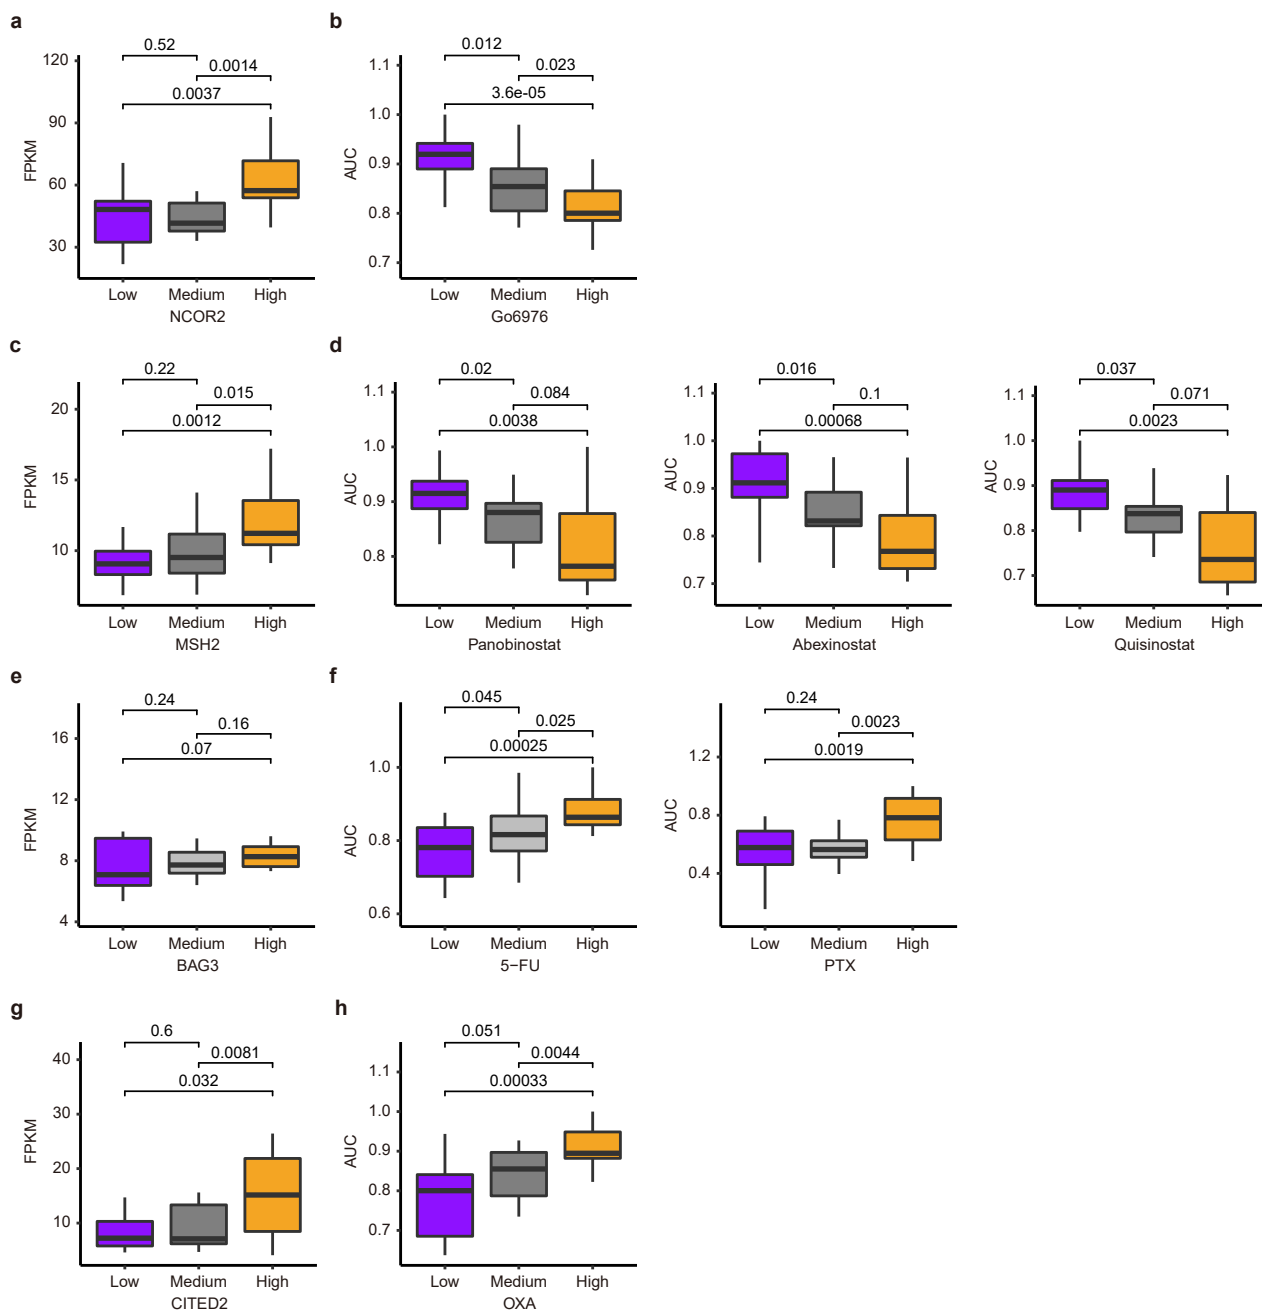 a
0.52
0.0014
0.0037
FPKM
120
90
60
30
Low Medium High
NCOR2
b
0.012
0.023
3.6e-05
AUC
1.1
1.0
0.9
0.8
0.7
Low Medium High
Go6976
c
0.22
0.015
0.0012
FPKM
20
15
10
Low Medium High
MSH2
d
0.02
0.084
0.0038
AUC
1.1
1.0
0.9
0.8
Low Medium High
Panobinostat
0.016
0.1
0.00068
AUC
1.1
1.0
0.9
0.8
0.7
Low Medium High
Abexinostat
0.037
0.071
0.0023
AUC
1.1
1.0
0.9
0.8
0.7
Low Medium High
Quisinostat
e
0.24
0.16
0.07
FPKM
16
12
8
4
Low Medium High
BAG3
f
0.045
0.025
0.00025
AUC
1.0
0.8
0.6
Low Medium High
5−FU
0.24
0.0023
0.0019
AUC
1.2
0.8
0.4
Low Medium High
PTX
g
0.6
0.0081
0.032
FPKM
40
30
20
10
Low Medium High
CITED2
h
0.051
0.0044
0.00033
AUC
1.1
1.0
0.9
0.8
0.7
Low Medium High
OXA